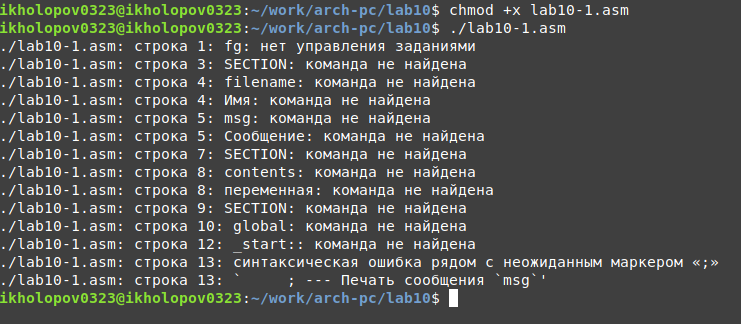 ikholopov0323@ikholopov0323:~/work/arch-pc/lab10$ chmod +x lab10-1.asm
ikholopov0323@ikholopov0323:~/work/arch-pc/lab10$ ./lab10-1.asm
./lab10-1.asm: строка 1: fg: нет управления заданиями
./lab10-1.asm: строка 3: SECTION: команда не найдена
./lab10-1.asm: строка 4: filename: команда не найдена
./lab10-1.asm: строка 4: Имя: команда не найдена
./lab10-1.asm: строка 5: msg: команда не найдена
./lab10-1.asm: строка 5: Сообщение: команда не найдена
./lab10-1.asm: строка 7: SECTION: команда не найдена
./lab10-1.asm: строка 8: contents: команда не найдена
./lab10-1.asm: строка 8: переменная: команда не найдена
./lab10-1.asm: строка 9: SECTION: команда не найдена
./lab10-1.asm: строка 10: global: команда не найдена
./lab10-1.asm: строка 12: _start:: команда не найдена
./lab10-1.asm: строка 13: синтаксическая ошибка рядом с неожиданным маркером «;»
./lab10-1.asm: строка 13: `     ; --- Печать сообщения `msg`'
ikholopov0323@ikholopov0323:~/work/arch-pc/lab10$